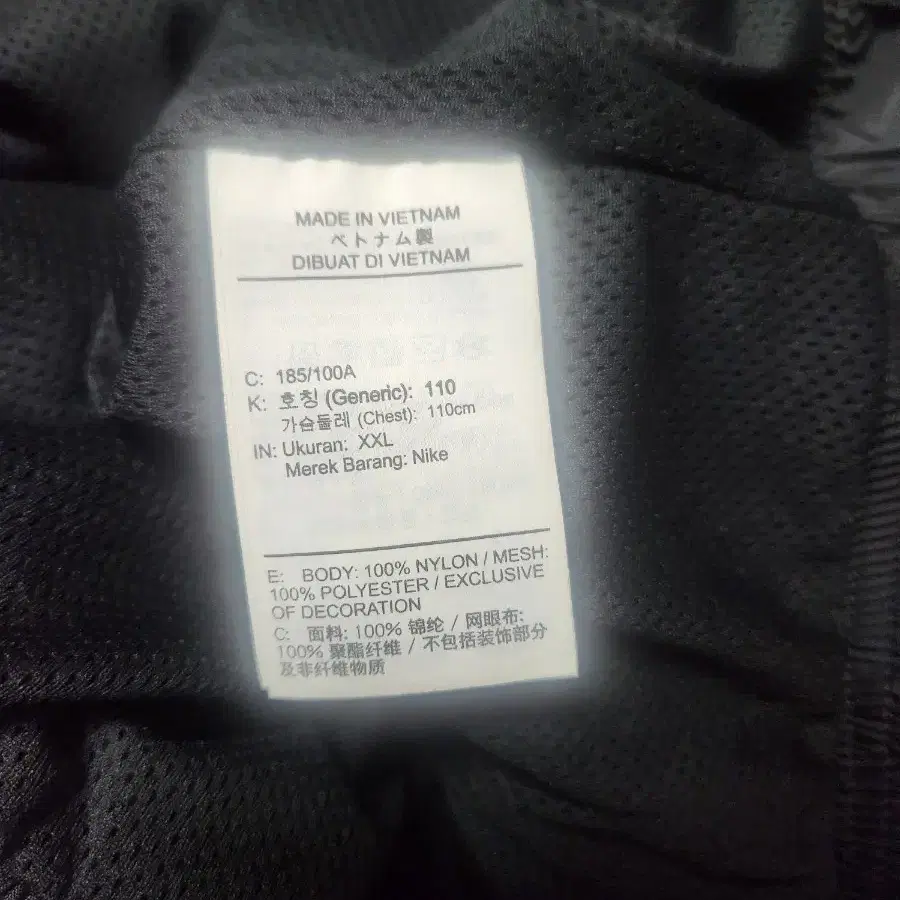 MADE IN VIETNAM
ベトナム製
DIBUAT DI VIETNAM
C: 185/100A
K: 호칭 (Generic): 110
가슴둘레 (Chest): 110cm
IN: Ukuran: XXL
Merek Barang: Nike
E: BODY: 100% NYLON / MESH:
100% POLYESTER / EXCLUSIVE
OF DECORATION
C: 面料: 100% 锦纶 / 网眼布:
100% 聚酯纤维 / 不包括装饰部分
及非纤维物质